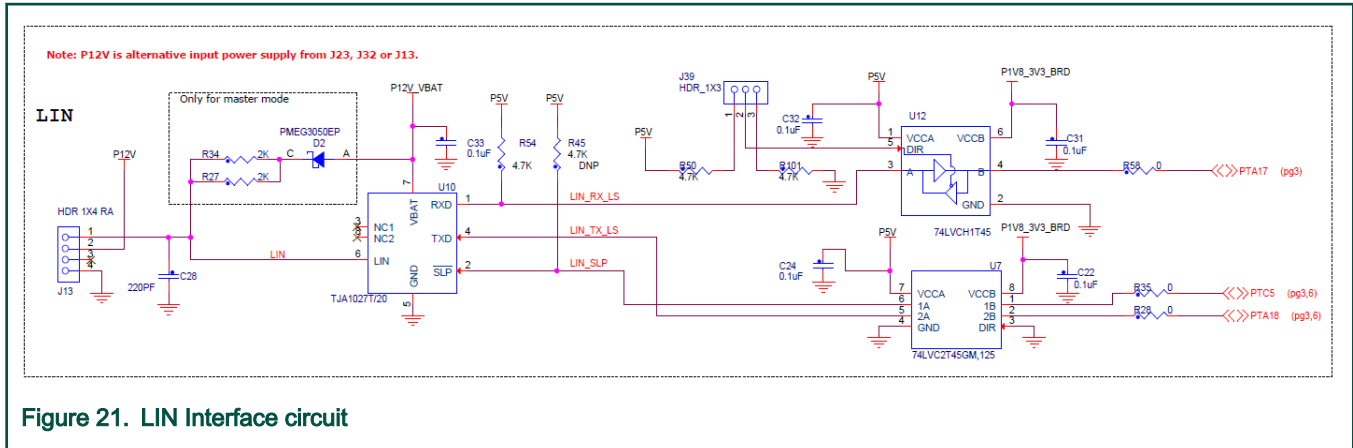 Note: P12V is alternative input power supply from J23, J32 or J13.
LIN
Only for master mode
PMEG3050EP
D2
R34 2K C A
R27 2K
P12V
P12V_VBAT
C33
0.1uF
P5V
R54
4.7K
P5V
R45
4.7K
DNP
HDR 1X4 RA
1
2
3
4
J13
C28
220PF
LIN
U10
7
VBAT
RXD 1
3 NC1
NC2
TXD 4
6 LIN
SLP 2
GND
5
TJA1027T/20
LIN_RX_LS
LIN_TX_LS
LIN_SLP
J39
HDR_1X3
1 2 3
P5V
R50
4.7K
R101
4.7K
P5V
C32
0.1uF
P1V8_3V3_BRD
C31
0.1uF
U12
1 VCCA VCCB 6
5 DIR
3 A B 4
GND 2
74LVCH1T45
R58 0
PTA17 (pg3)
P5V
C24
0.1uF
P1V8_3V3_BRD
C22
0.1uF
U7
7 VCCA VCCB 8
6 1A 1B 1
5 2A 2B 2
4 GND DIR 3
74LVC2T45GM,125
R35 0
PTC5 (pg3,6)
R28 0
PTA18 (pg3,6)
Figure 21. LIN Interface circuit